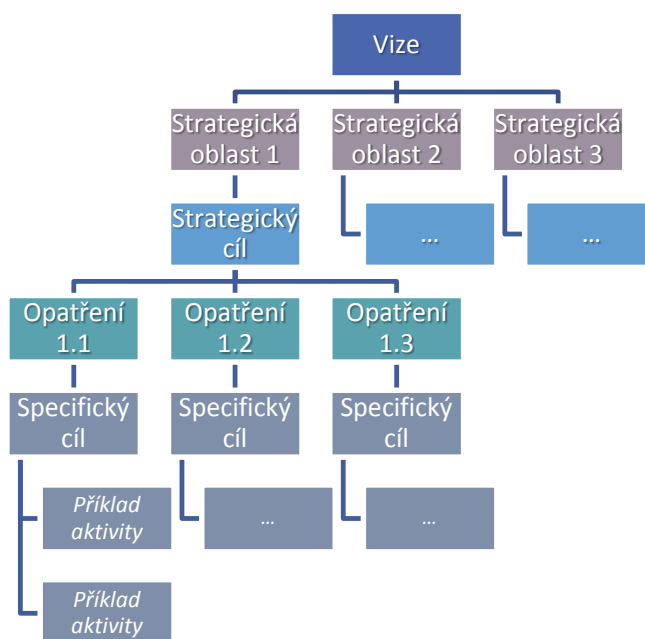 Vize
Strategická
oblast 1
Strategická
oblast 2
Strategická
oblast 3
Strategický
cíl
...
...
Opatření
1.1
Opatření
1.2
Opatření
1.3
Specifický
cíl
Specifický
cíl
Specifický
cíl
Příklad
aktivity
...
...
Příklad
aktivity